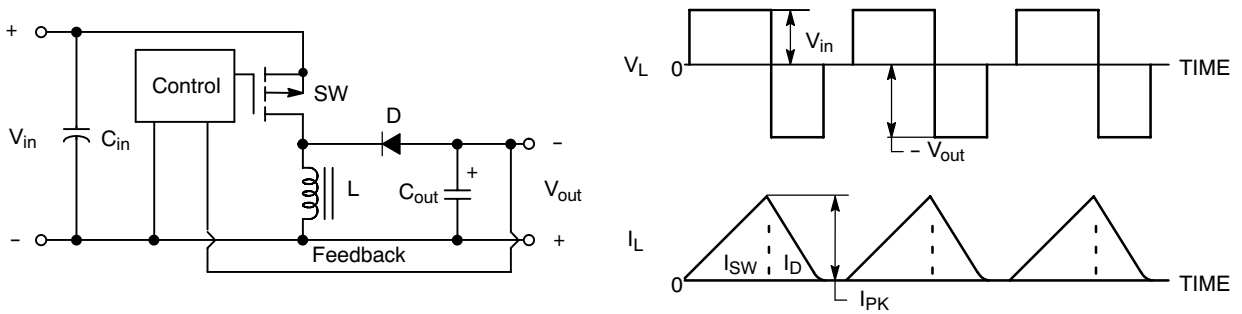 +
Control
SW
D
V_in
C_in
L
C_out
+
−
V_out
−
+
Feedback
V_L
0
V_in
TIME
− V_out
I_L
0
I_SW
I_D
I_PK
TIME